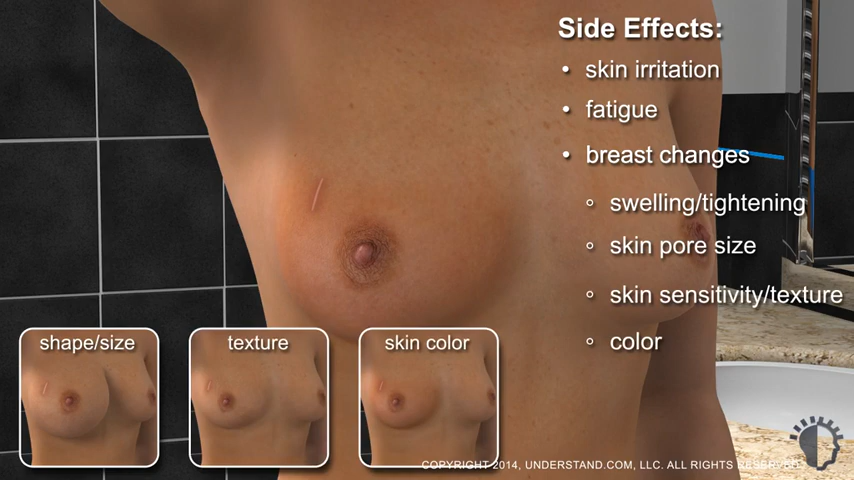 Side Effects:
• skin irritation
• fatigue
• breast changes
◦ swelling/tightening
◦ skin pore size
◦ skin sensitivity/texture
◦ color
shape/size
texture
skin color
COPYRIGHT 2014, UNDERSTAND.COM, LLC. ALL RIGHTS RESERVED.